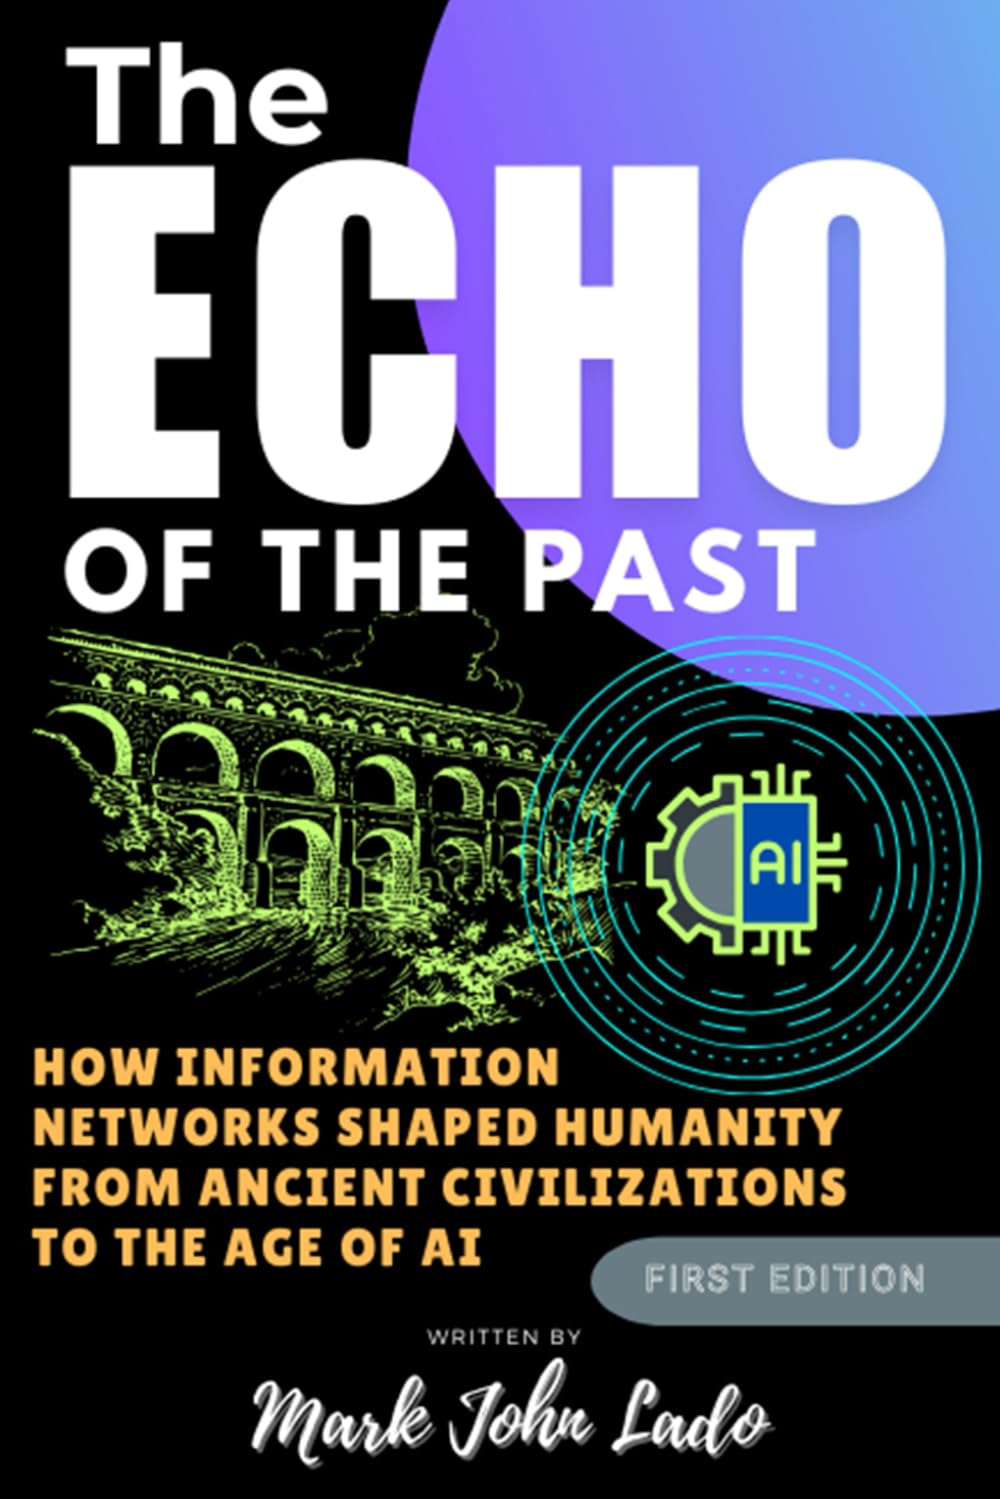 The
ECHO
OF THE PAST
AI
HOW INFORMATION
NETWORKS SHAPED HUMANITY
FROM ANCIENT CIVILIZATIONS
TO THE AGE OF AI
FIRST EDITION
WRITTEN BY
Mark John Lado